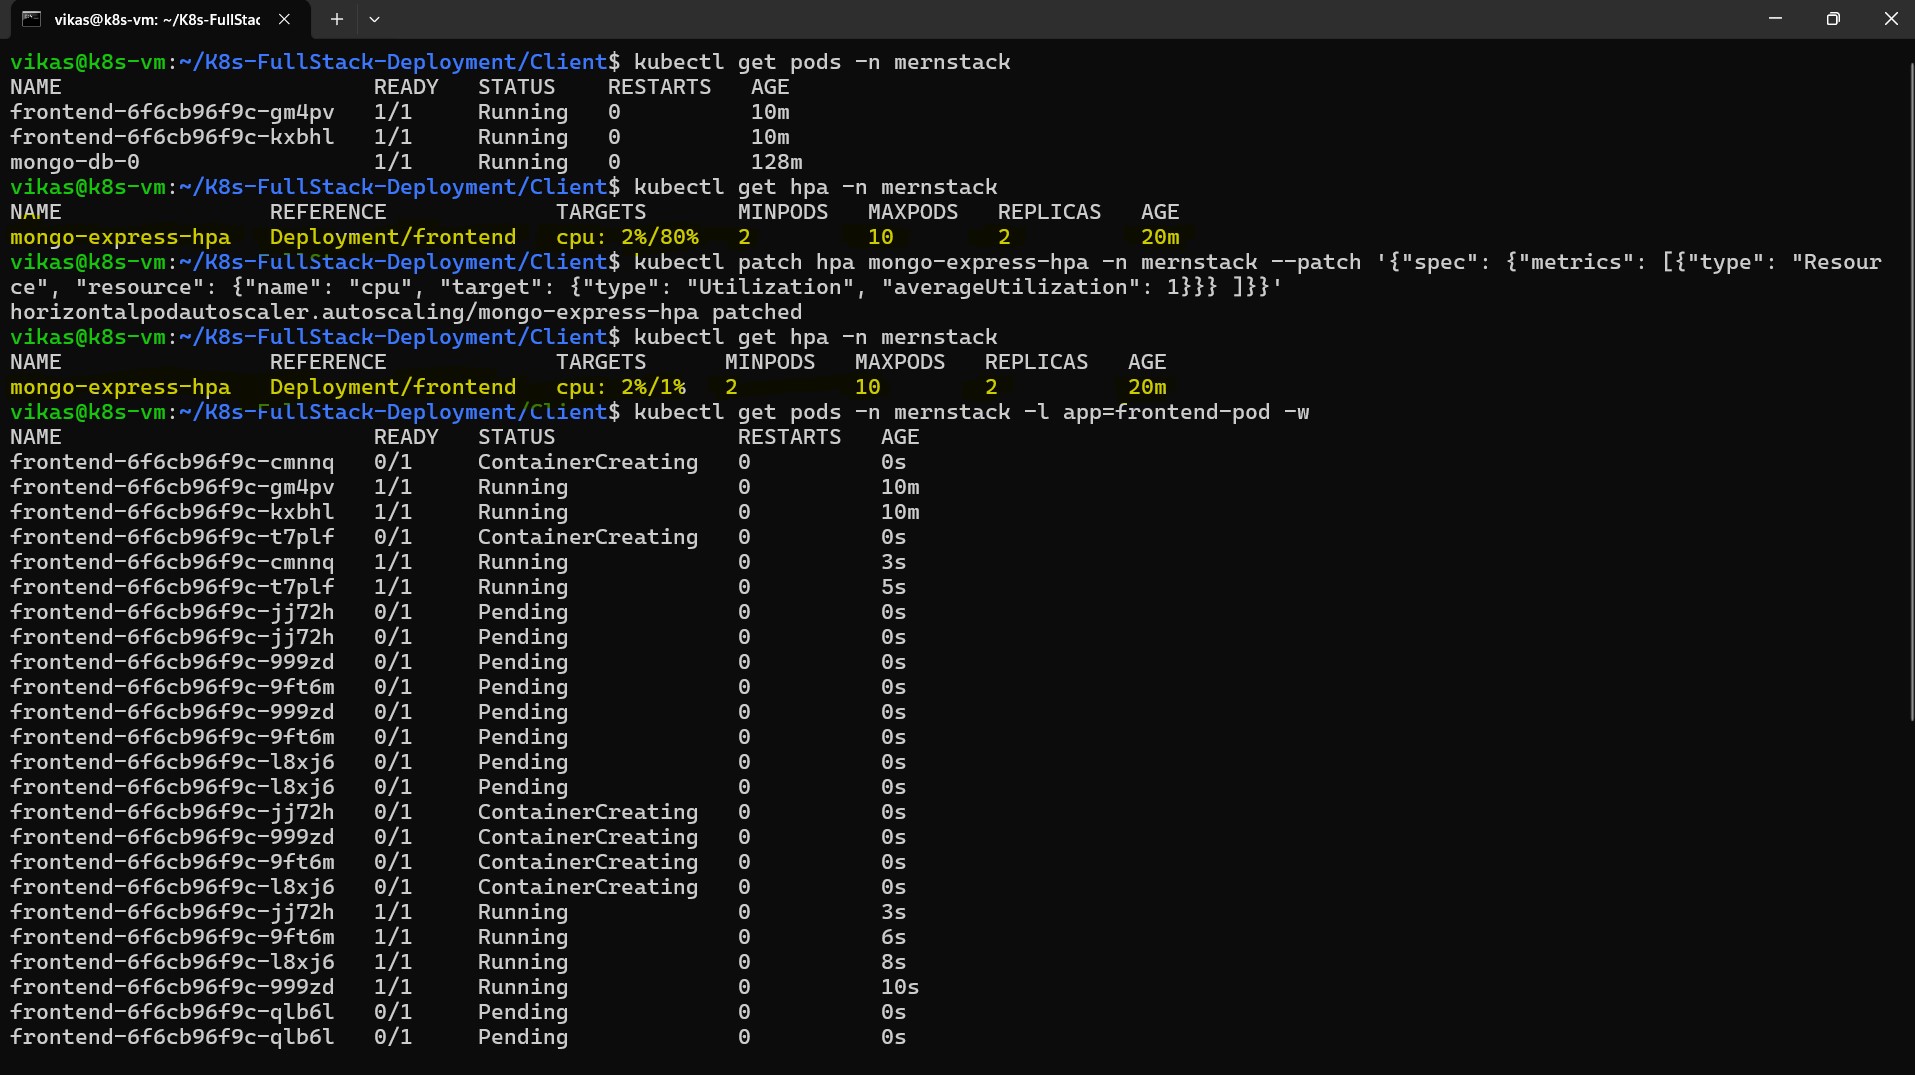 vikas@k8s-vm: ~/K8s-FullStac
vikas@k8s-vm:~/K8s-FullStack-Deployment/Client$ kubectl get pods -n mernstack
NAME                        READY   STATUS    RESTARTS   AGE
frontend-6f6cb96f9c-gm4pv   1/1     Running   0          10m
frontend-6f6cb96f9c-kxbhl   1/1     Running   0          10m
mongo-db-0                  1/1     Running   0          128m
vikas@k8s-vm:~/K8s-FullStack-Deployment/Client$ kubectl get hpa -n mernstack
NAME                REFERENCE             TARGETS       MINPODS   MAXPODS   REPLICAS   AGE
mongo-express-hpa   Deployment/frontend   cpu: 2%/80%   2         10        2          20m
vikas@k8s-vm:~/K8s-FullStack-Deployment/Client$ kubectl patch hpa mongo-express-hpa -n mernstack --patch '{"spec": {"metrics": [{"type": "Resour
ce", "resource": {"name": "cpu", "target": {"type": "Utilization", "averageUtilization": 1}}} ]}}'
horizontalpodautoscaler.autoscaling/mongo-express-hpa patched
vikas@k8s-vm:~/K8s-FullStack-Deployment/Client$ kubectl get hpa -n mernstack
NAME                REFERENCE             TARGETS      MINPODS   MAXPODS   REPLICAS   AGE
mongo-express-hpa   Deployment/frontend   cpu: 2%/1%   2         10        2          20m
vikas@k8s-vm:~/K8s-FullStack-Deployment/Client$ kubectl get pods -n mernstack -l app=frontend-pod -w
NAME                        READY   STATUS              RESTARTS   AGE
frontend-6f6cb96f9c-cmnnq   0/1     ContainerCreating   0          0s
frontend-6f6cb96f9c-gm4pv   1/1     Running             0          10m
frontend-6f6cb96f9c-kxbhl   1/1     Running             0          10m
frontend-6f6cb96f9c-t7plf   0/1     ContainerCreating   0          0s
frontend-6f6cb96f9c-cmnnq   1/1     Running             0          3s
frontend-6f6cb96f9c-t7plf   1/1     Running             0          5s
frontend-6f6cb96f9c-jj72h   0/1     Pending             0          0s
frontend-6f6cb96f9c-jj72h   0/1     Pending             0          0s
frontend-6f6cb96f9c-999zd   0/1     Pending             0          0s
frontend-6f6cb96f9c-9ft6m   0/1     Pending             0          0s
frontend-6f6cb96f9c-999zd   0/1     Pending             0          0s
frontend-6f6cb96f9c-9ft6m   0/1     Pending             0          0s
frontend-6f6cb96f9c-l8xj6   0/1     Pending             0          0s
frontend-6f6cb96f9c-l8xj6   0/1     Pending             0          0s
frontend-6f6cb96f9c-jj72h   0/1     ContainerCreating   0          0s
frontend-6f6cb96f9c-999zd   0/1     ContainerCreating   0          0s
frontend-6f6cb96f9c-9ft6m   0/1     ContainerCreating   0          0s
frontend-6f6cb96f9c-l8xj6   0/1     ContainerCreating   0          0s
frontend-6f6cb96f9c-jj72h   1/1     Running             0          3s
frontend-6f6cb96f9c-9ft6m   1/1     Running             0          6s
frontend-6f6cb96f9c-l8xj6   1/1     Running             0          8s
frontend-6f6cb96f9c-999zd   1/1     Running             0          10s
frontend-6f6cb96f9c-qlb6l   0/1     Pending             0          0s
frontend-6f6cb96f9c-qlb6l   0/1     Pending             0          0s